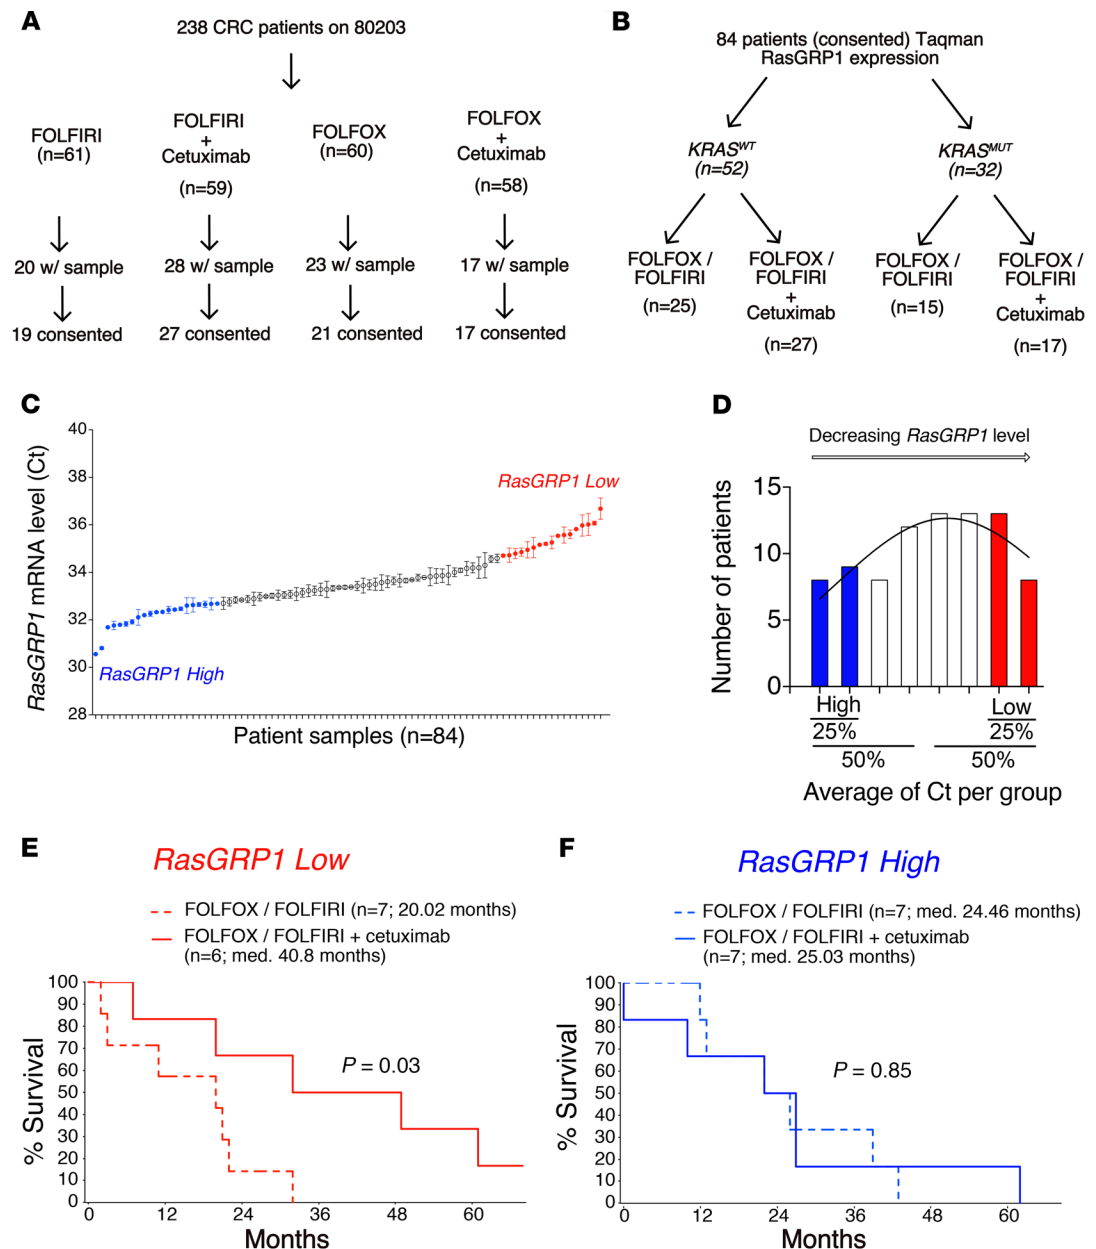 A
238 CRC patients on 80203
FOLFIRI
(n=61)
FOLFIRI
+
Cetuximab
(n=59)
FOLFOX
(n=60)
FOLFOX
+
Cetuximab
(n=58)
20 w/ sample
28 w/ sample
23 w/ sample
17 w/ sample
19 consented
27 consented
21 consented
17 consented
B
84 patients (consented) Taqman
RasGRP1 expression
KRASWT
(n=52)
KRASMUT
(n=32)
FOLFOX /
FOLFIRI
(n=25)
FOLFOX /
FOLFIRI
+
Cetuximab
(n=27)
FOLFOX /
FOLFIRI
(n=15)
FOLFOX /
FOLFIRI
+
Cetuximab
(n=17)
C
RasGRP1 mRNA level (Ct)
40
38
36
34
32
30
28
RasGRP1 Low
RasGRP1 High
Patient samples (n=84)
D
Decreasing RasGRP1 level
Number of patients
15
10
5
0
High
25%
Low
25%
50%
50%
Average of Ct per group
E
RasGRP1 Low
FOLFOX / FOLFIRI (n=7; 20.02 months)
FOLFOX / FOLFIRI + cetuximab
(n=6; med. 40.8 months)
% Survival
100
90
80
70
60
50
40
30
20
10
0
P = 0.03
0 12 24 36 48 60
Months
F
RasGRP1 High
FOLFOX / FOLFIRI (n=7; med. 24.46 months)
FOLFOX / FOLFIRI + cetuximab
(n=7; med. 25.03 months)
% Survival
100
90
80
70
60
50
40
30
20
10
0
P = 0.85
0 12 24 36 48 60
Months